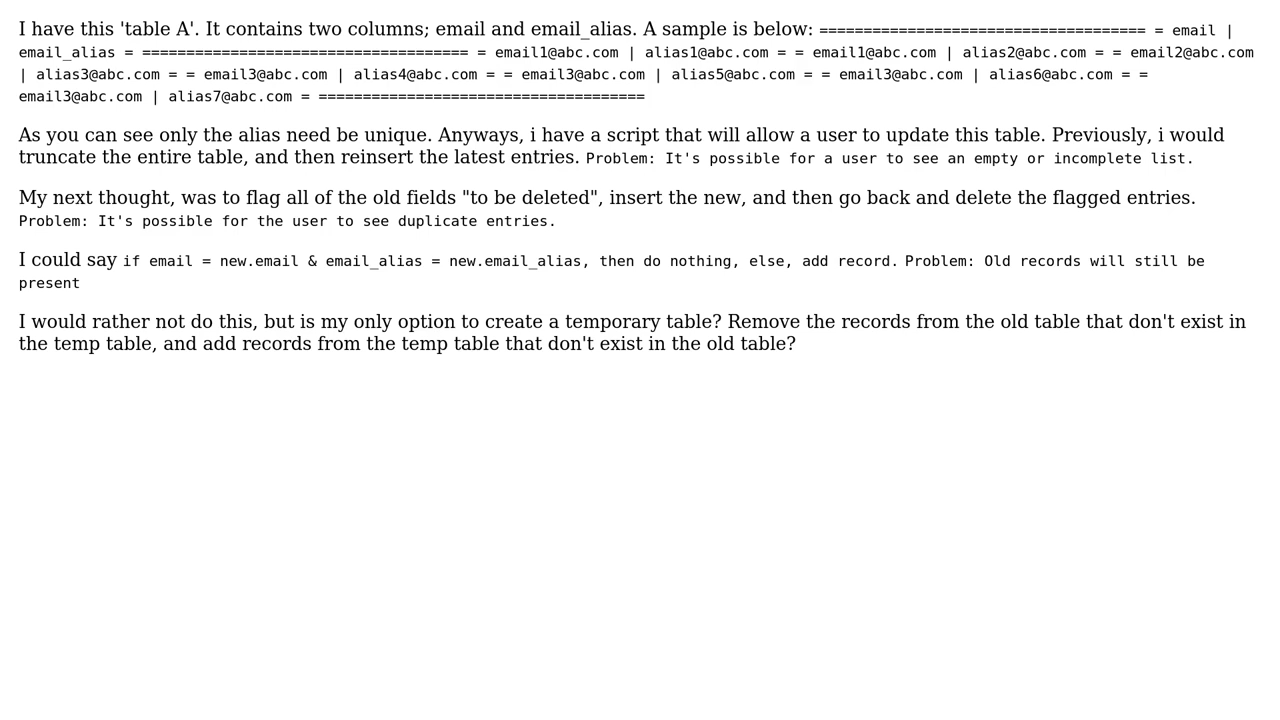 I have this 'table A'. It contains two columns; email and email_alias. A sample is below: ===================================== = email |
email_alias = ===================================== = email1@abc.com | alias1@abc.com = = email1@abc.com | alias2@abc.com = = email2@abc.com
| alias3@abc.com = = email3@abc.com | alias4@abc.com = = email3@abc.com | alias5@abc.com = = email3@abc.com | alias6@abc.com = =
email3@abc.com | alias7@abc.com = =====================================
As you can see only the alias need be unique. Anyways, i have a script that will allow a user to update this table. Previously, i would
truncate the entire table, and then reinsert the latest entries. Problem: It's possible for a user to see an empty or incomplete list.
My next thought, was to flag all of the old fields "to be deleted", insert the new, and then go back and delete the flagged entries.
Problem: It's possible for the user to see duplicate entries.
I could say if email = new.email & email_alias = new.email_alias, then do nothing, else, add record. Problem: Old records will still be
present
I would rather not do this, but is my only option to create a temporary table? Remove the records from the old table that don't exist in
the temp table, and add records from the temp table that don't exist in the old table?